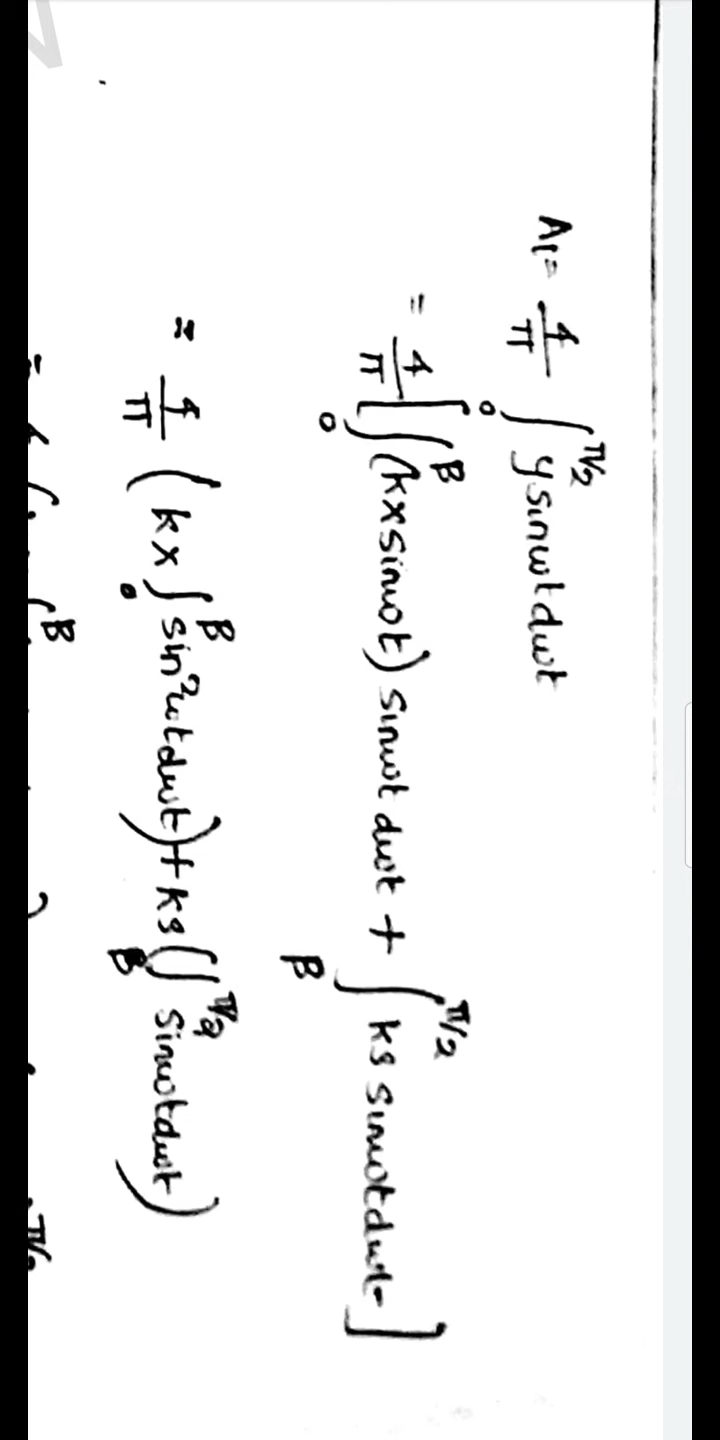 A₁ = 4/π ∫₀^(π/2) y sinωt dωt
= 4/π [∫₀^β (kx sinωt) sinωt dωt + ∫_β^(π/2) ks sinωt dωt]
= 4/π (kx ∫₀^β sin²ωt dωt) + ks (∫_β^(π/2) sinωt dωt)